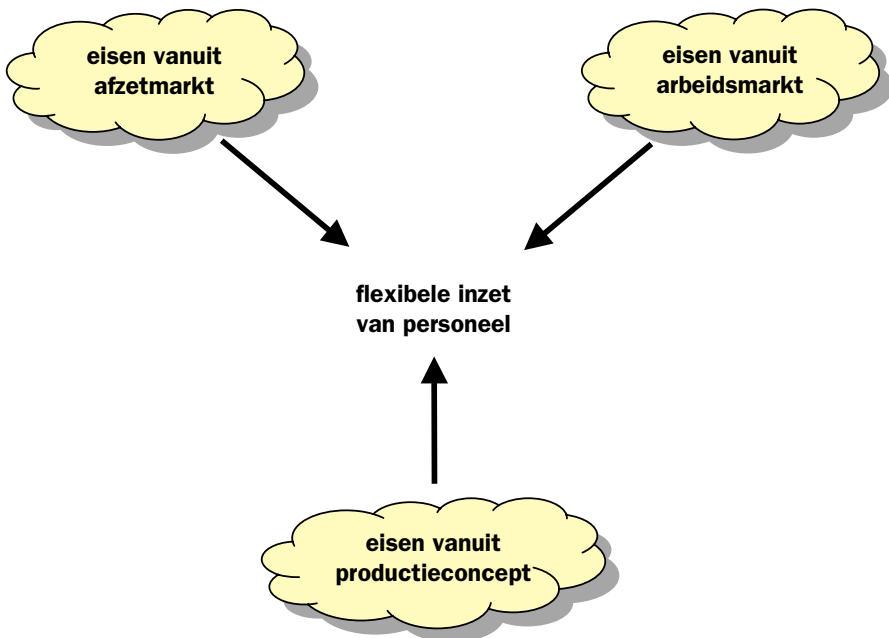 eisen vanuit
afzetmarkt
eisen vanuit
arbeidsmarkt
flexibele inzet
van personeel
eisen vanuit
productieconcept